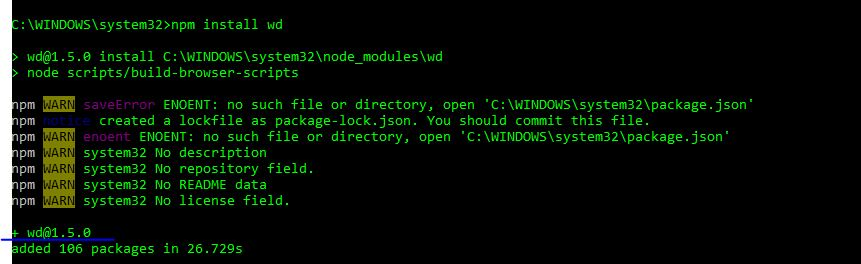 C:\WINDOWS\system32>npm install wd
> wd@1.5.0 install C:\WINDOWS\system32\node_modules\wd
> node scripts/build-browser-scripts
npm WARN saveError ENOENT: no such file or directory, open 'C:\WINDOWS\system32\package.json'
npm notice created a lockfile as package-lock.json. You should commit this file.
npm WARN enoent ENOENT: no such file or directory, open 'C:\WINDOWS\system32\package.json'
npm WARN system32 No description
npm WARN system32 No repository field.
npm WARN system32 No README data
npm WARN system32 No license field.
+ wd@1.5.0
added 106 packages in 26.729s